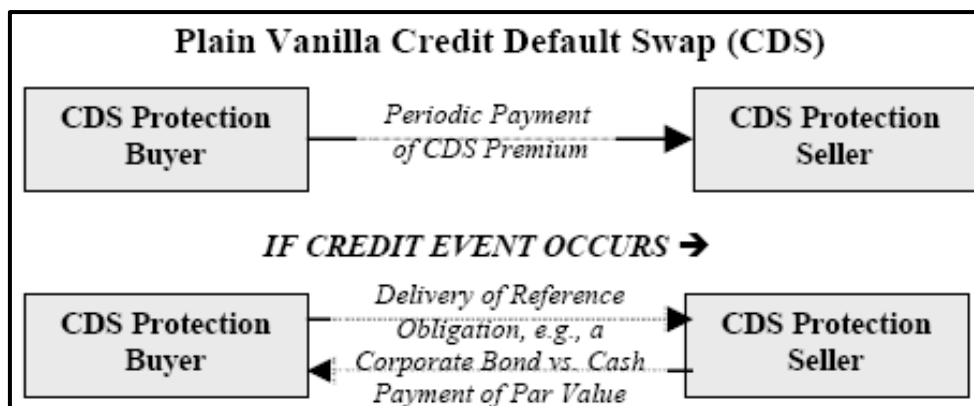 Plain Vanilla Credit Default Swap (CDS)
CDS Protection
Buyer
Periodic Payment
of CDS Premium
CDS Protection
Seller
IF CREDIT EVENT OCCURS ➔
CDS Protection
Buyer
Delivery of Reference
Obligation, e.g., a
Corporate Bond vs. Cash
Payment of Par Value
CDS Protection
Seller